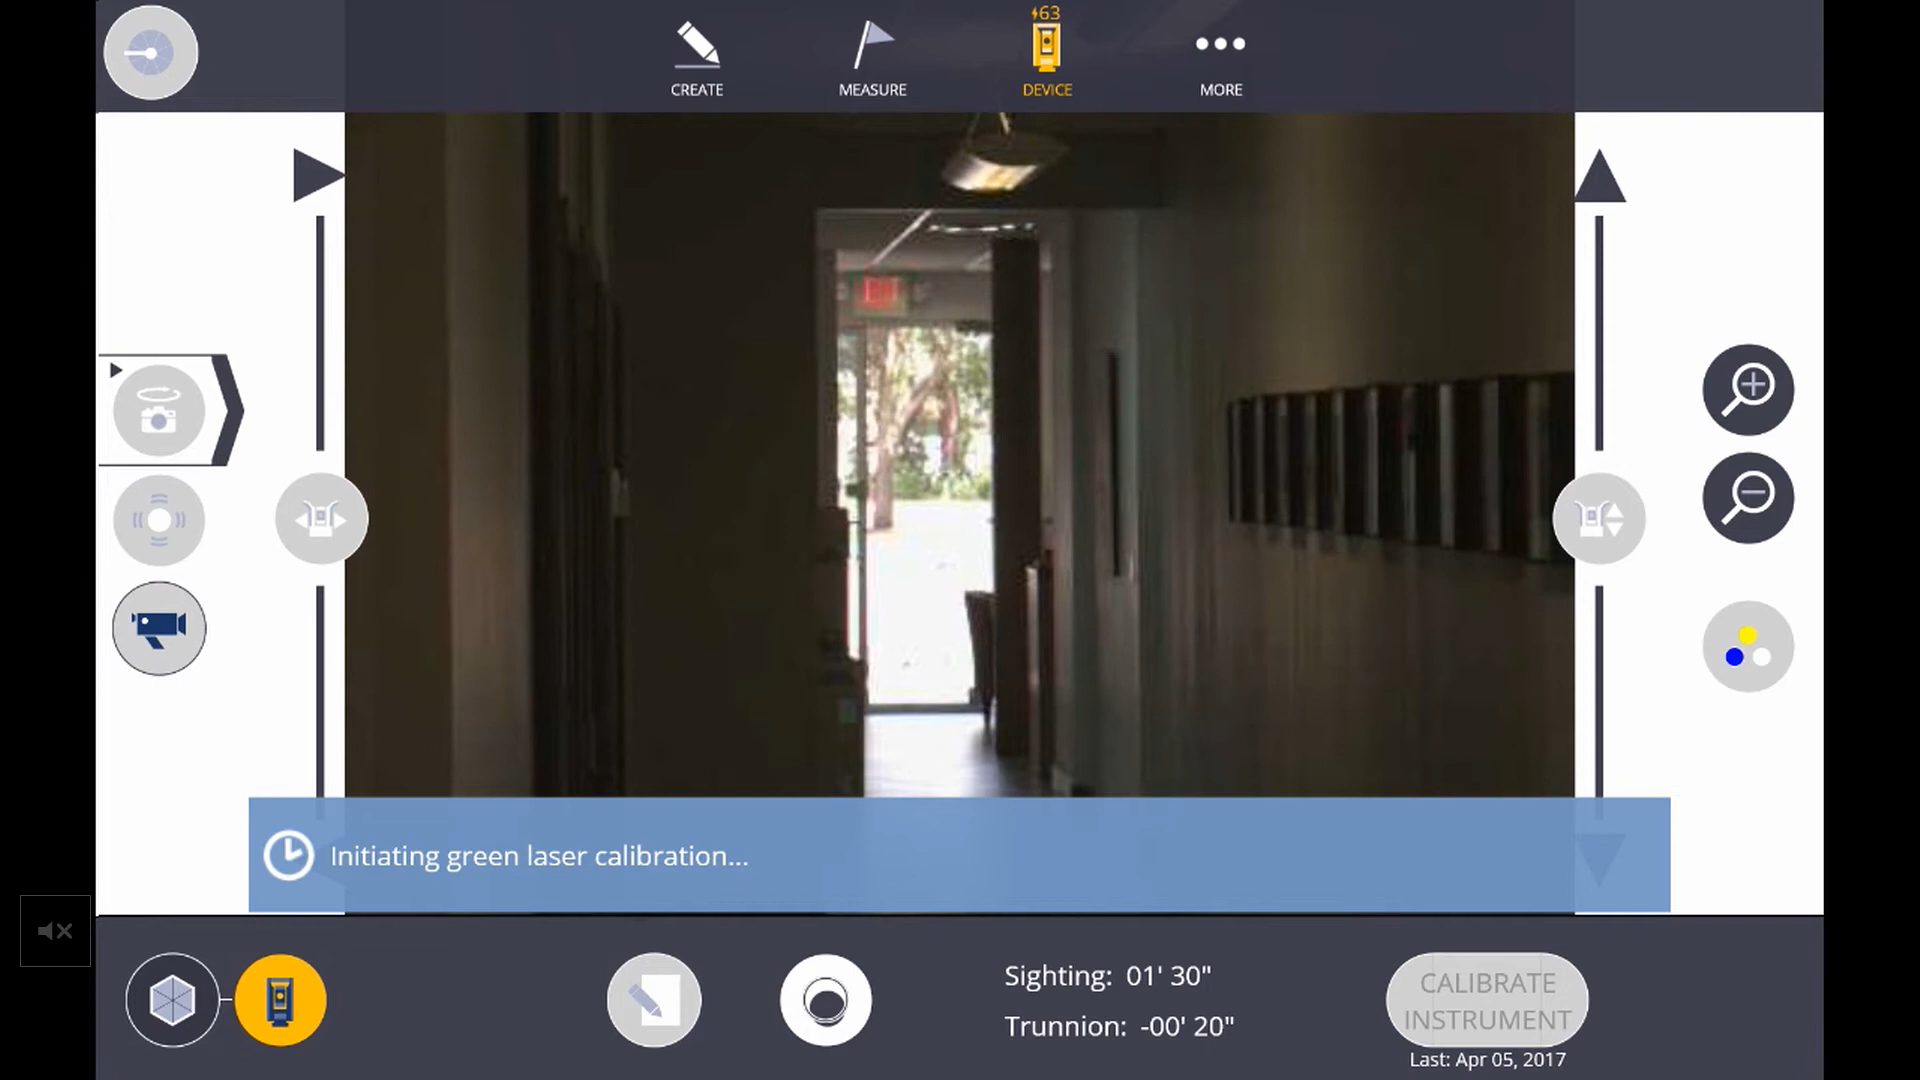 63
CREATE
MEASURE
DEVICE
MORE
EXIT
Initiating green laser calibration...
Sighting: 01' 30"
Trunnion: -00' 20"
CALIBRATE
INSTRUMENT
Last: Apr 05, 2017